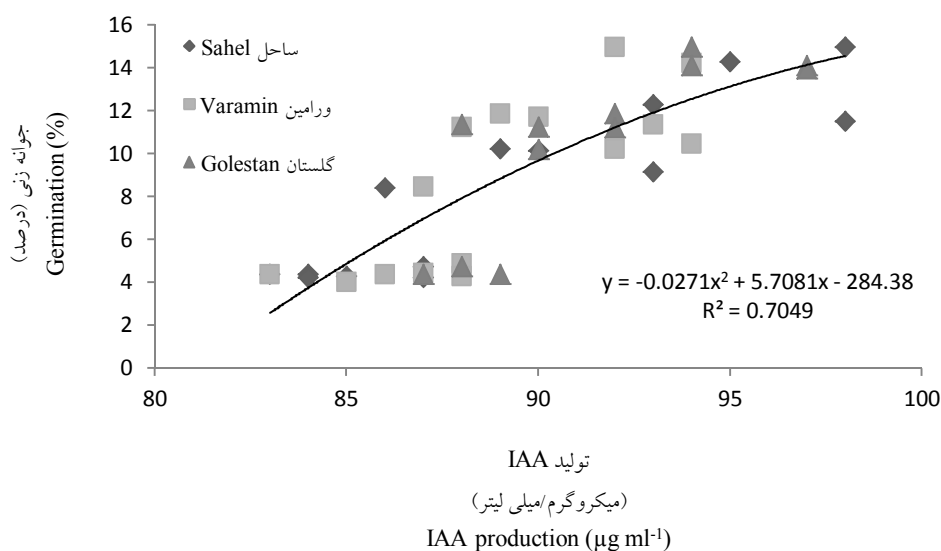 16
14
12
10
8
6
4
2
0
80
85
90
95
100
Sahel ساحل
Varamin ورامین
Golestan گلستان
جوانه زنی (درصد)
Germination (%)
y = -0.0271x² + 5.7081x - 284.38
R² = 0.7049
تولید IAA
(میکروگرم/میلی لیتر)
IAA production (µg ml⁻¹)